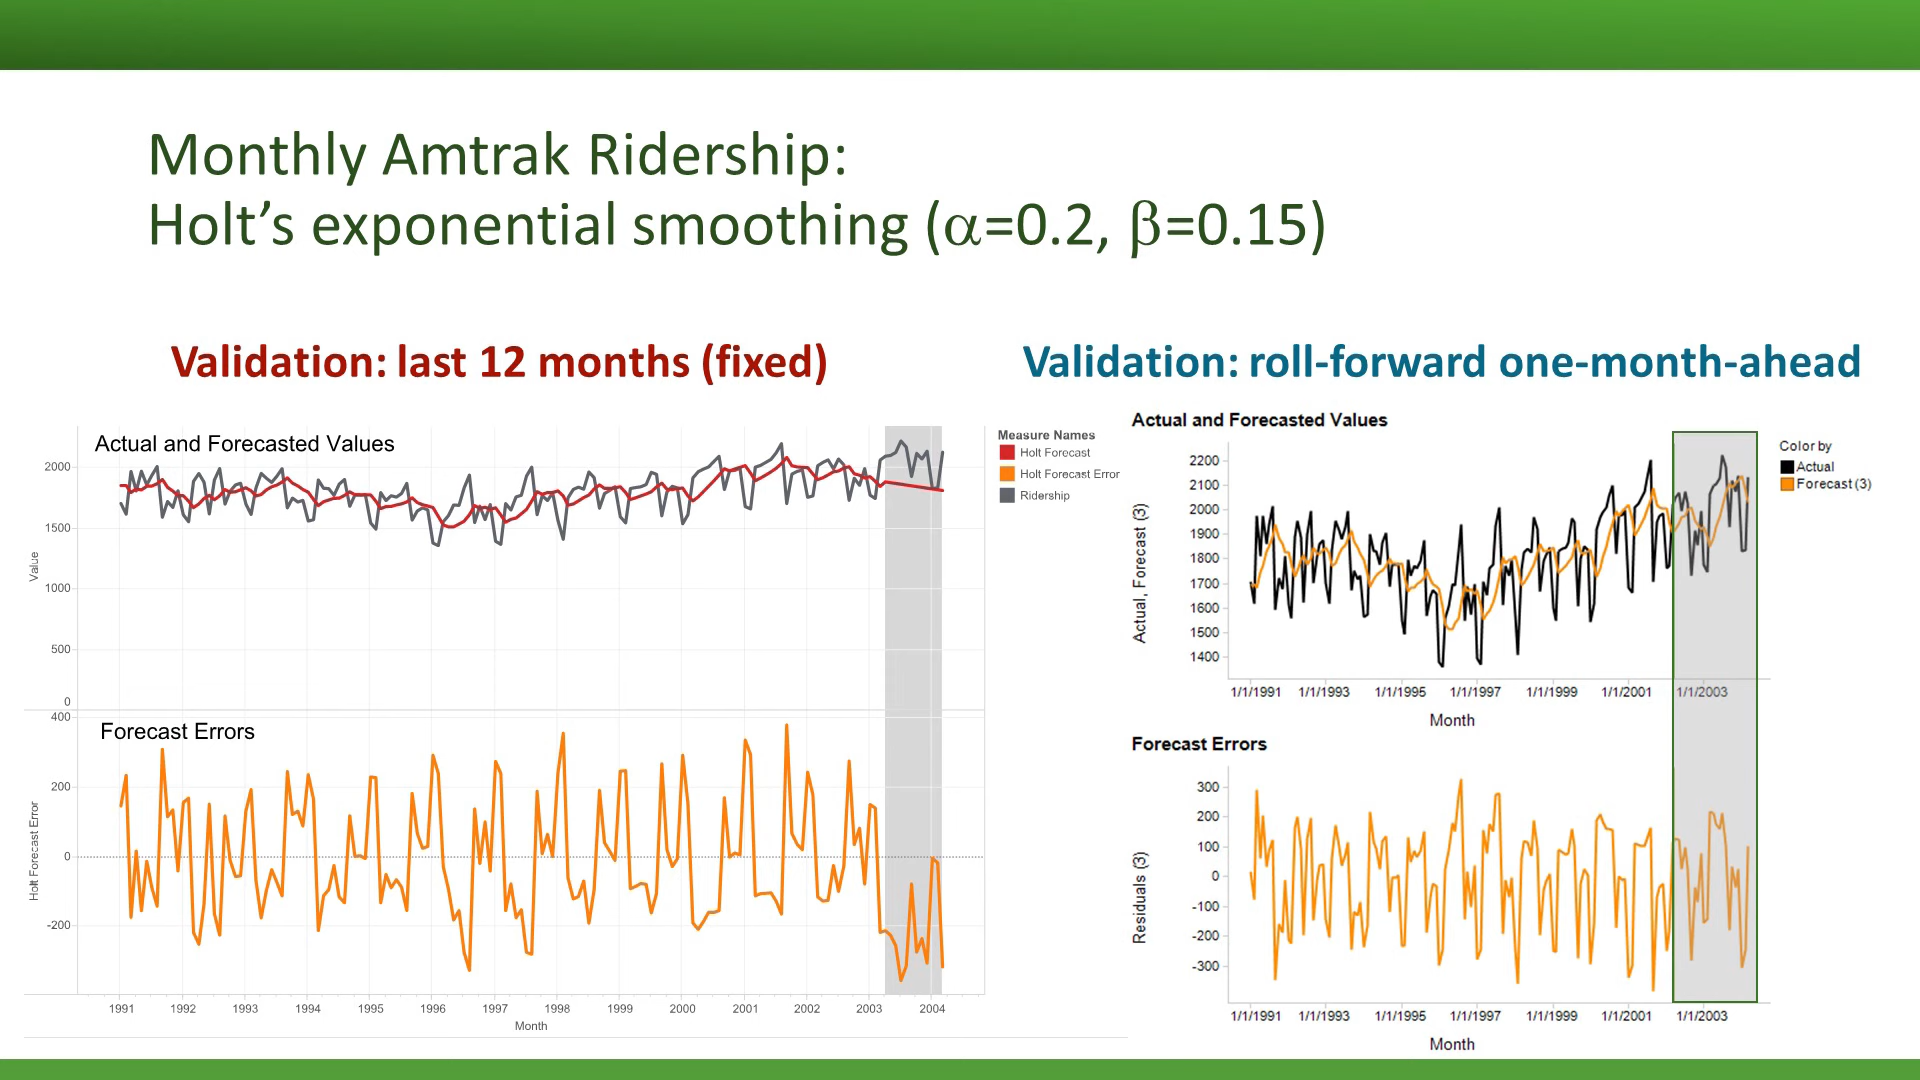 Monthly Amtrak Ridership:
Holt’s exponential smoothing (α=0.2, β=0.15)
Validation: last 12 months (fixed)
Actual and Forecasted Values
2000
1500
1000
500
0
Value
Forecast Errors
400
200
0
-200
Holt Forecast Error
1991 1992 1993 1994 1995 1996 1997 1998 1999 2000 2001 2002 2003 2004
Month
Measure Names
Holt Forecast
Holt Forecast Error
Ridership
Validation: roll-forward one-month-ahead
Actual and Forecasted Values
2200
2100
2000
1900
1800
1700
1600
1500
1400
Actual, Forecast (3)
1/1/1991 1/1/1993 1/1/1995 1/1/1997 1/1/1999 1/1/2001 1/1/2003
Month
Color by
Actual
Forecast (3)
Forecast Errors
300
200
100
0
-100
-200
-300
Residuals (3)
1/1/1991 1/1/1993 1/1/1995 1/1/1997 1/1/1999 1/1/2001 1/1/2003
Month